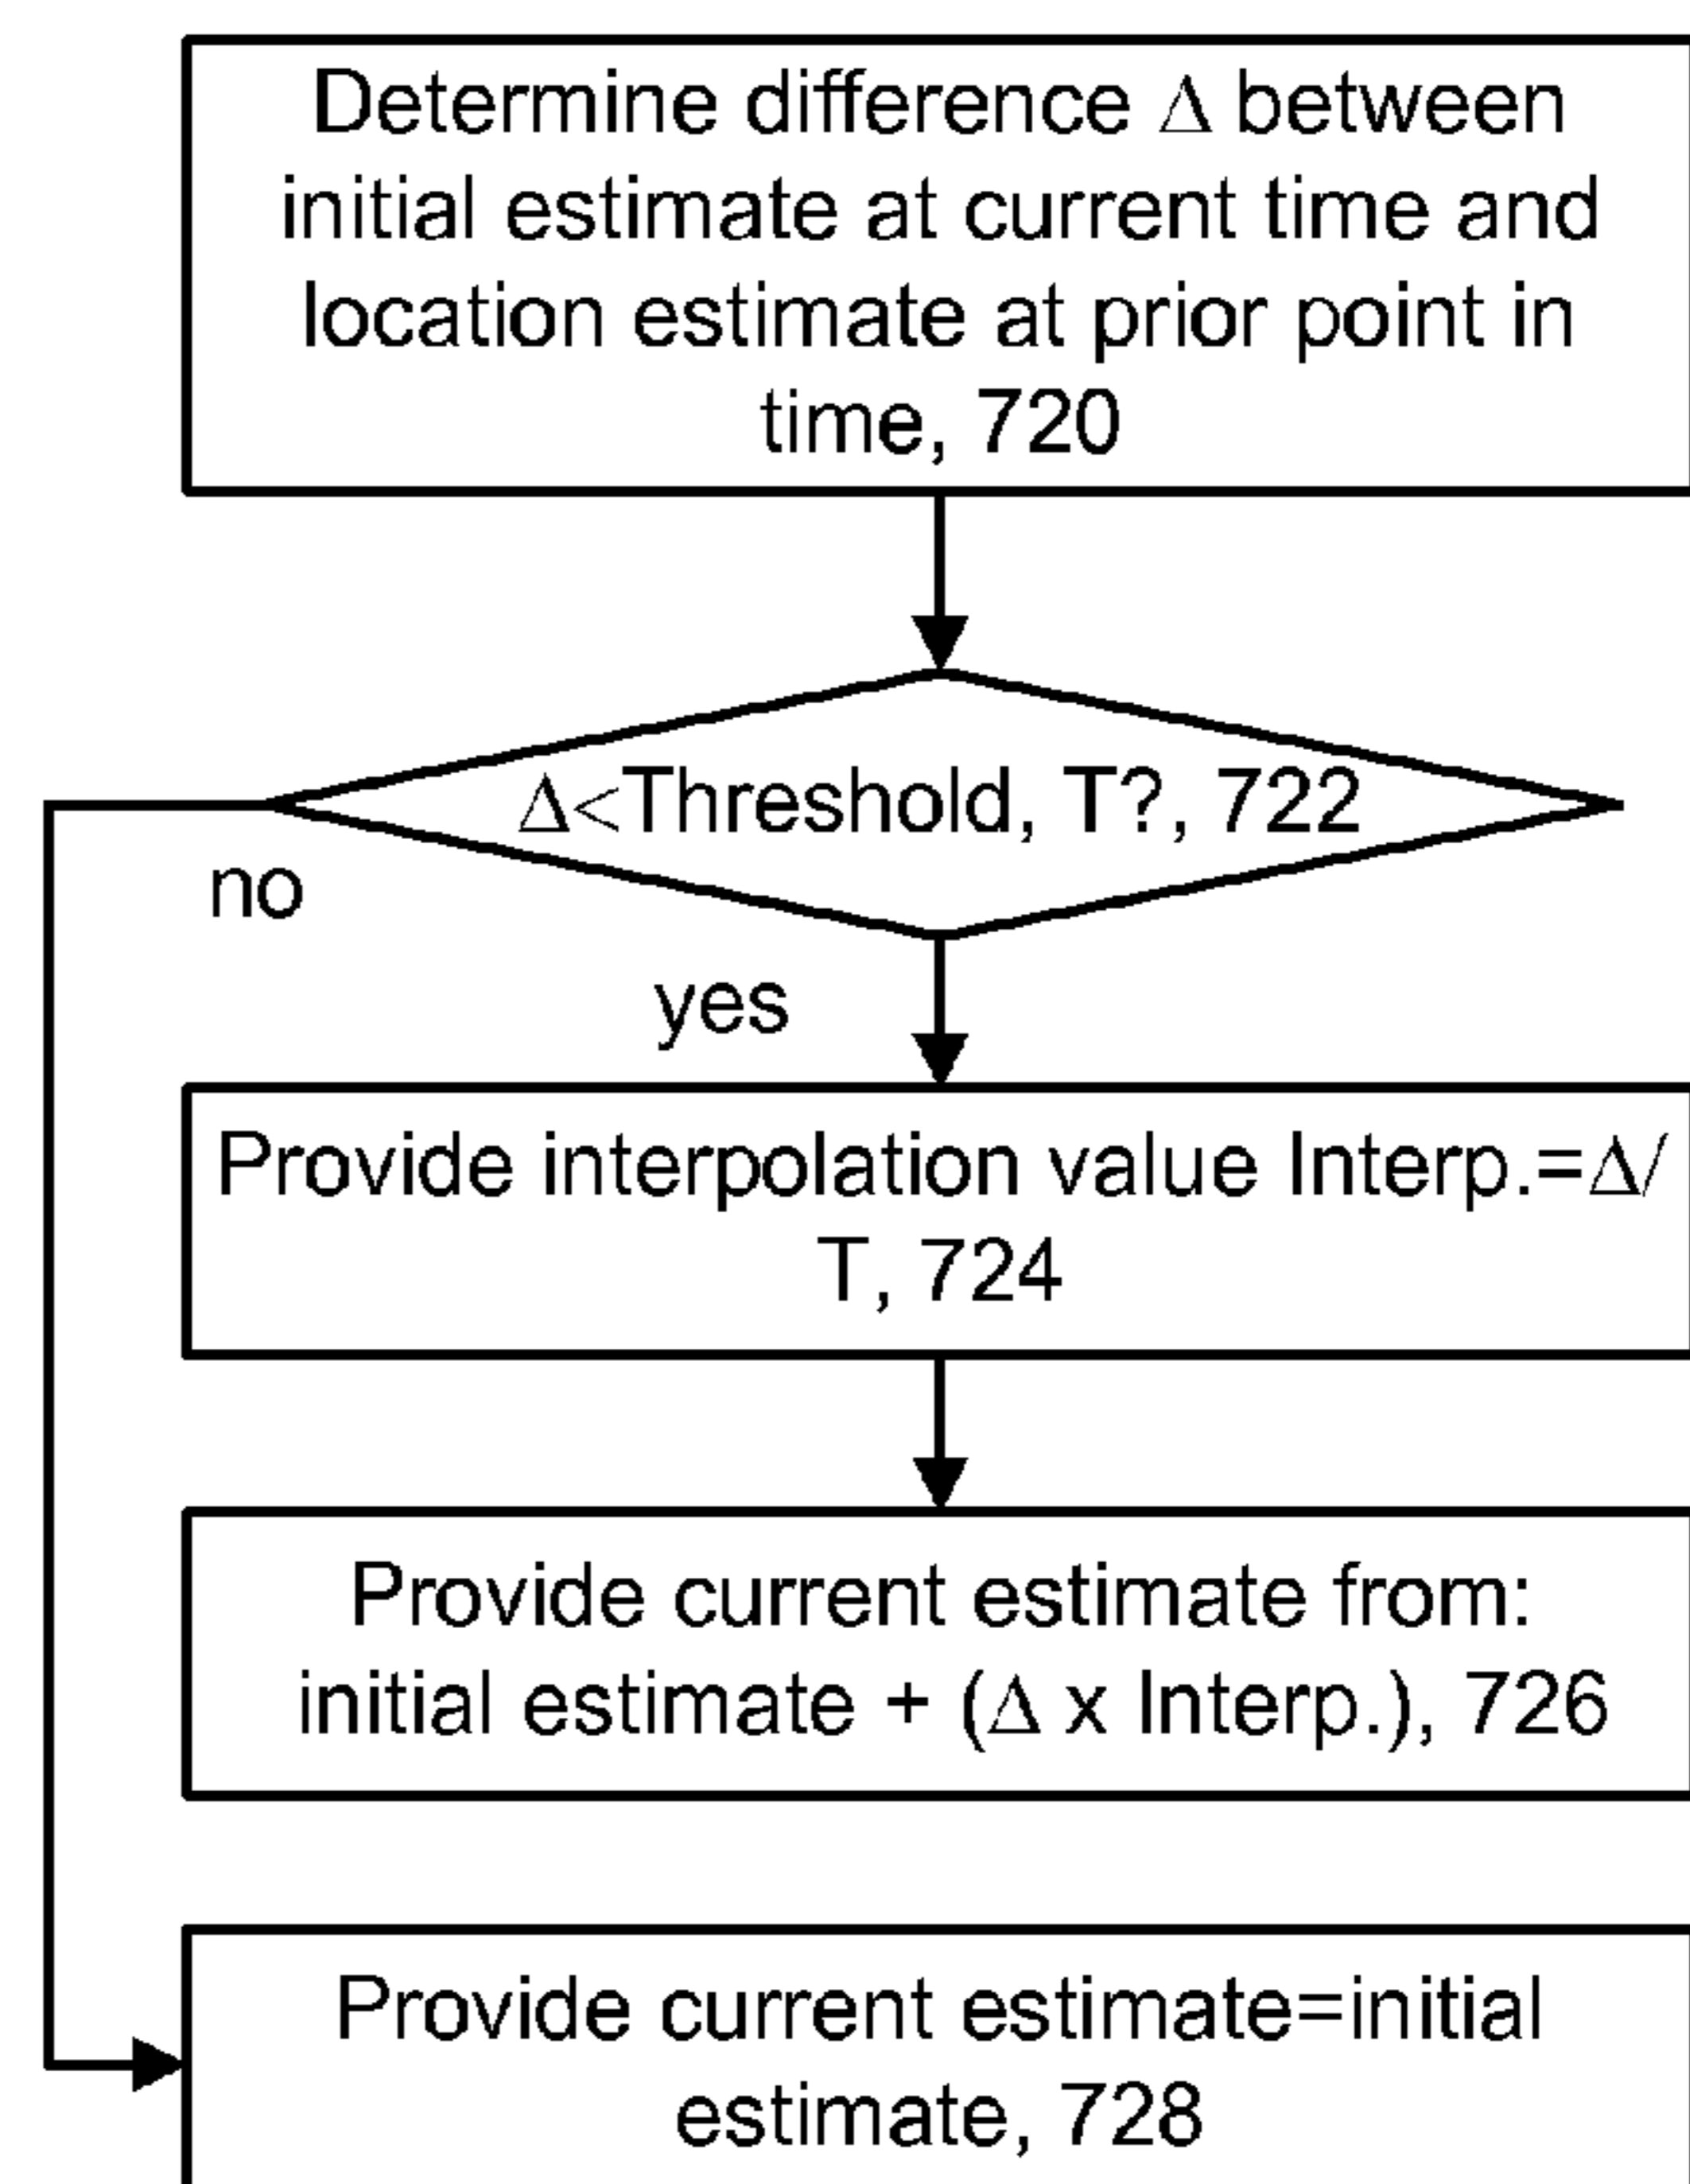 Determine difference Δ between
initial estimate at current time and
location estimate at prior point in
time, 720
Δ<Threshold, T?, 722
no
yes
Provide interpolation value Interp.=Δ/
T, 724
Provide current estimate from:
initial estimate + (Δ x Interp.), 726
Provide current estimate=initial
estimate, 728